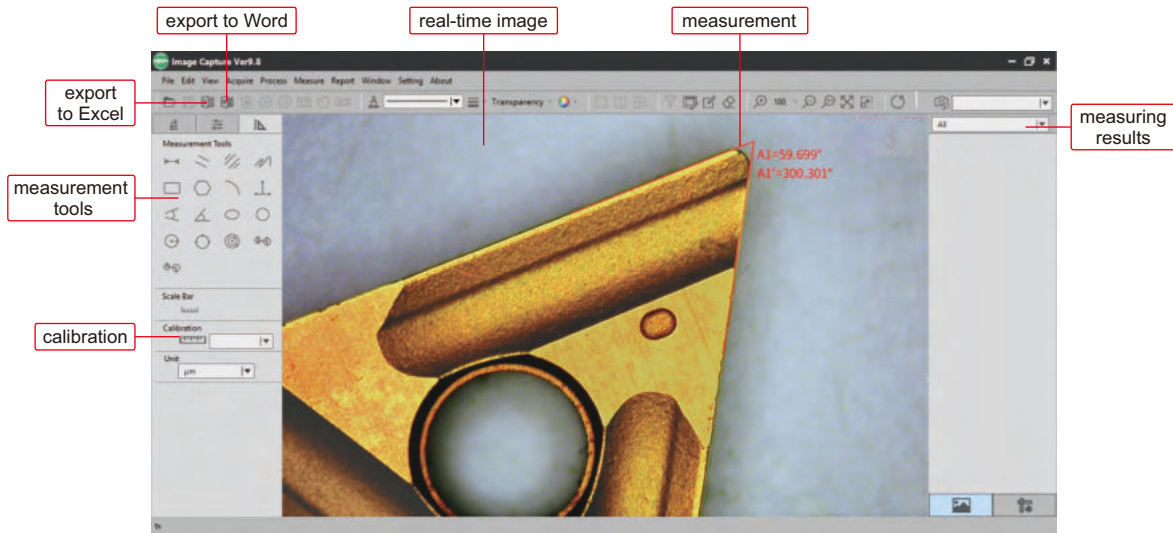 export to Word
real-time image
measurement
Image Capture Ver9.8
File Edit View Acquire Process Measure Report Window Setting About
export
to Excel
Transparency
100
All
measuring
results
Measurement Tools
A1=59.699°
A1'=300.301°
measurement
tools
Scale Bar
calibration
Calibration
Unit
μm